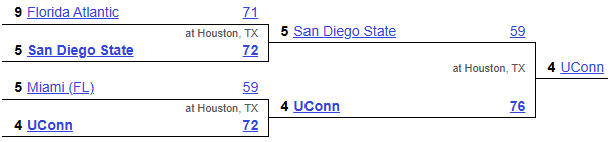 9 Florida Atlantic 71
at Houston, TX
5 San Diego State 72
5 San Diego State 59
at Houston, TX
4 UConn
5 Miami (FL) 59
at Houston, TX
4 UConn 72
4 UConn 76